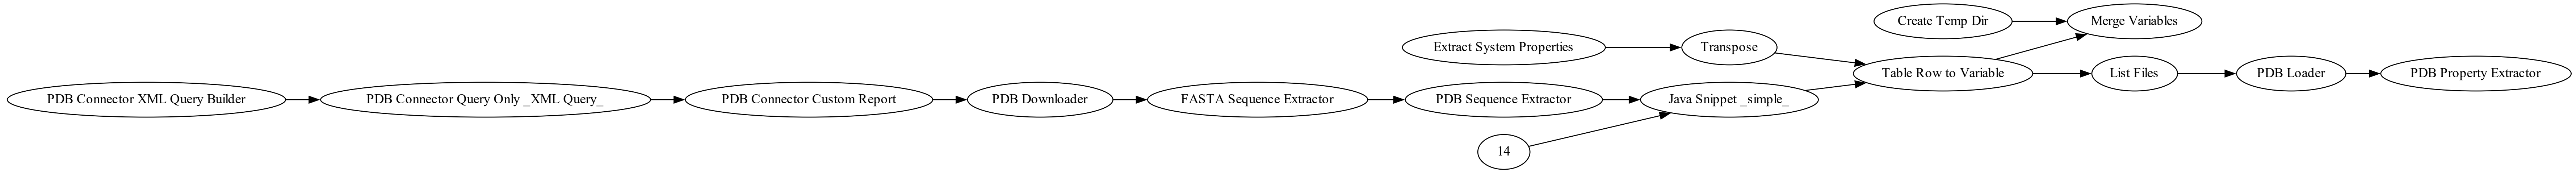 Create Temp Dir
Merge Variables
Extract System Properties
Transpose
Table Row to Variable
List Files
PDB Loader
PDB Property Extractor
PDB Connector XML Query Builder
PDB Connector Query Only _XML Query_
PDB Connector Custom Report
PDB Downloader
FASTA Sequence Extractor
PDB Sequence Extractor
Java Snippet _simple_
14